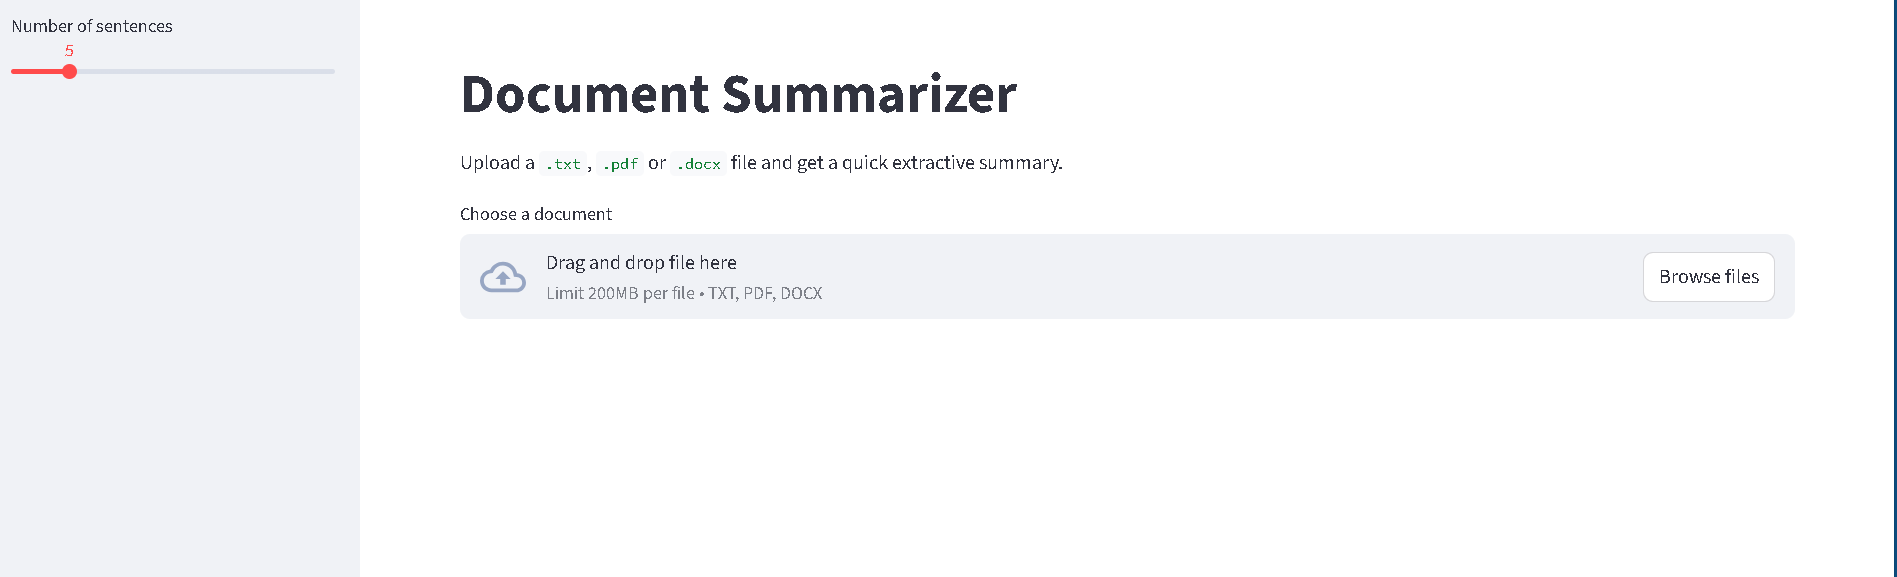 Number of sentences
5
Document Summarizer
Upload a .txt, .pdf or .docx file and get a quick extractive summary.
Choose a document
Drag and drop file here
Limit 200MB per file • TXT, PDF, DOCX
Browse files